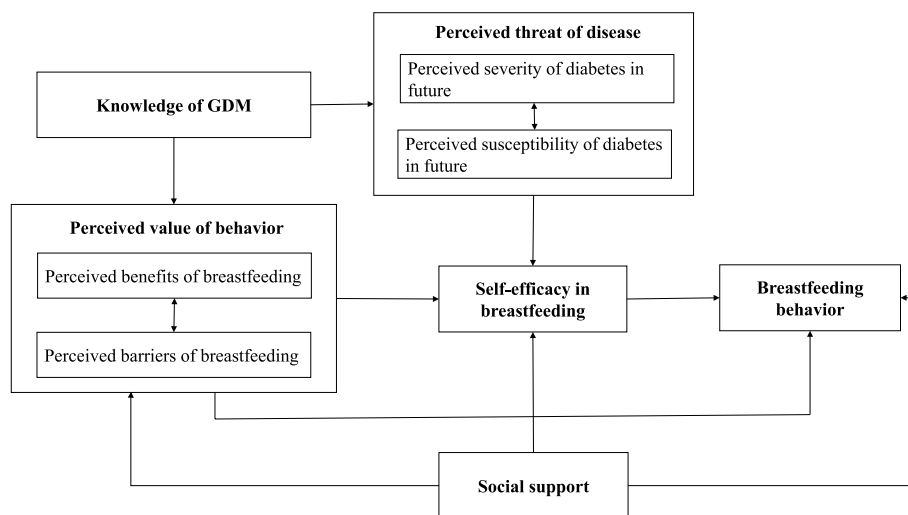 Perceived threat of disease
Perceived severity of diabetes in
future
Knowledge of GDM
Perceived susceptibility of diabetes
in future
Perceived value of behavior
Perceived benefits of breastfeeding
Perceived barriers of breastfeeding
Self-efficacy in
breastfeeding
Breastfeeding
behavior
Social support